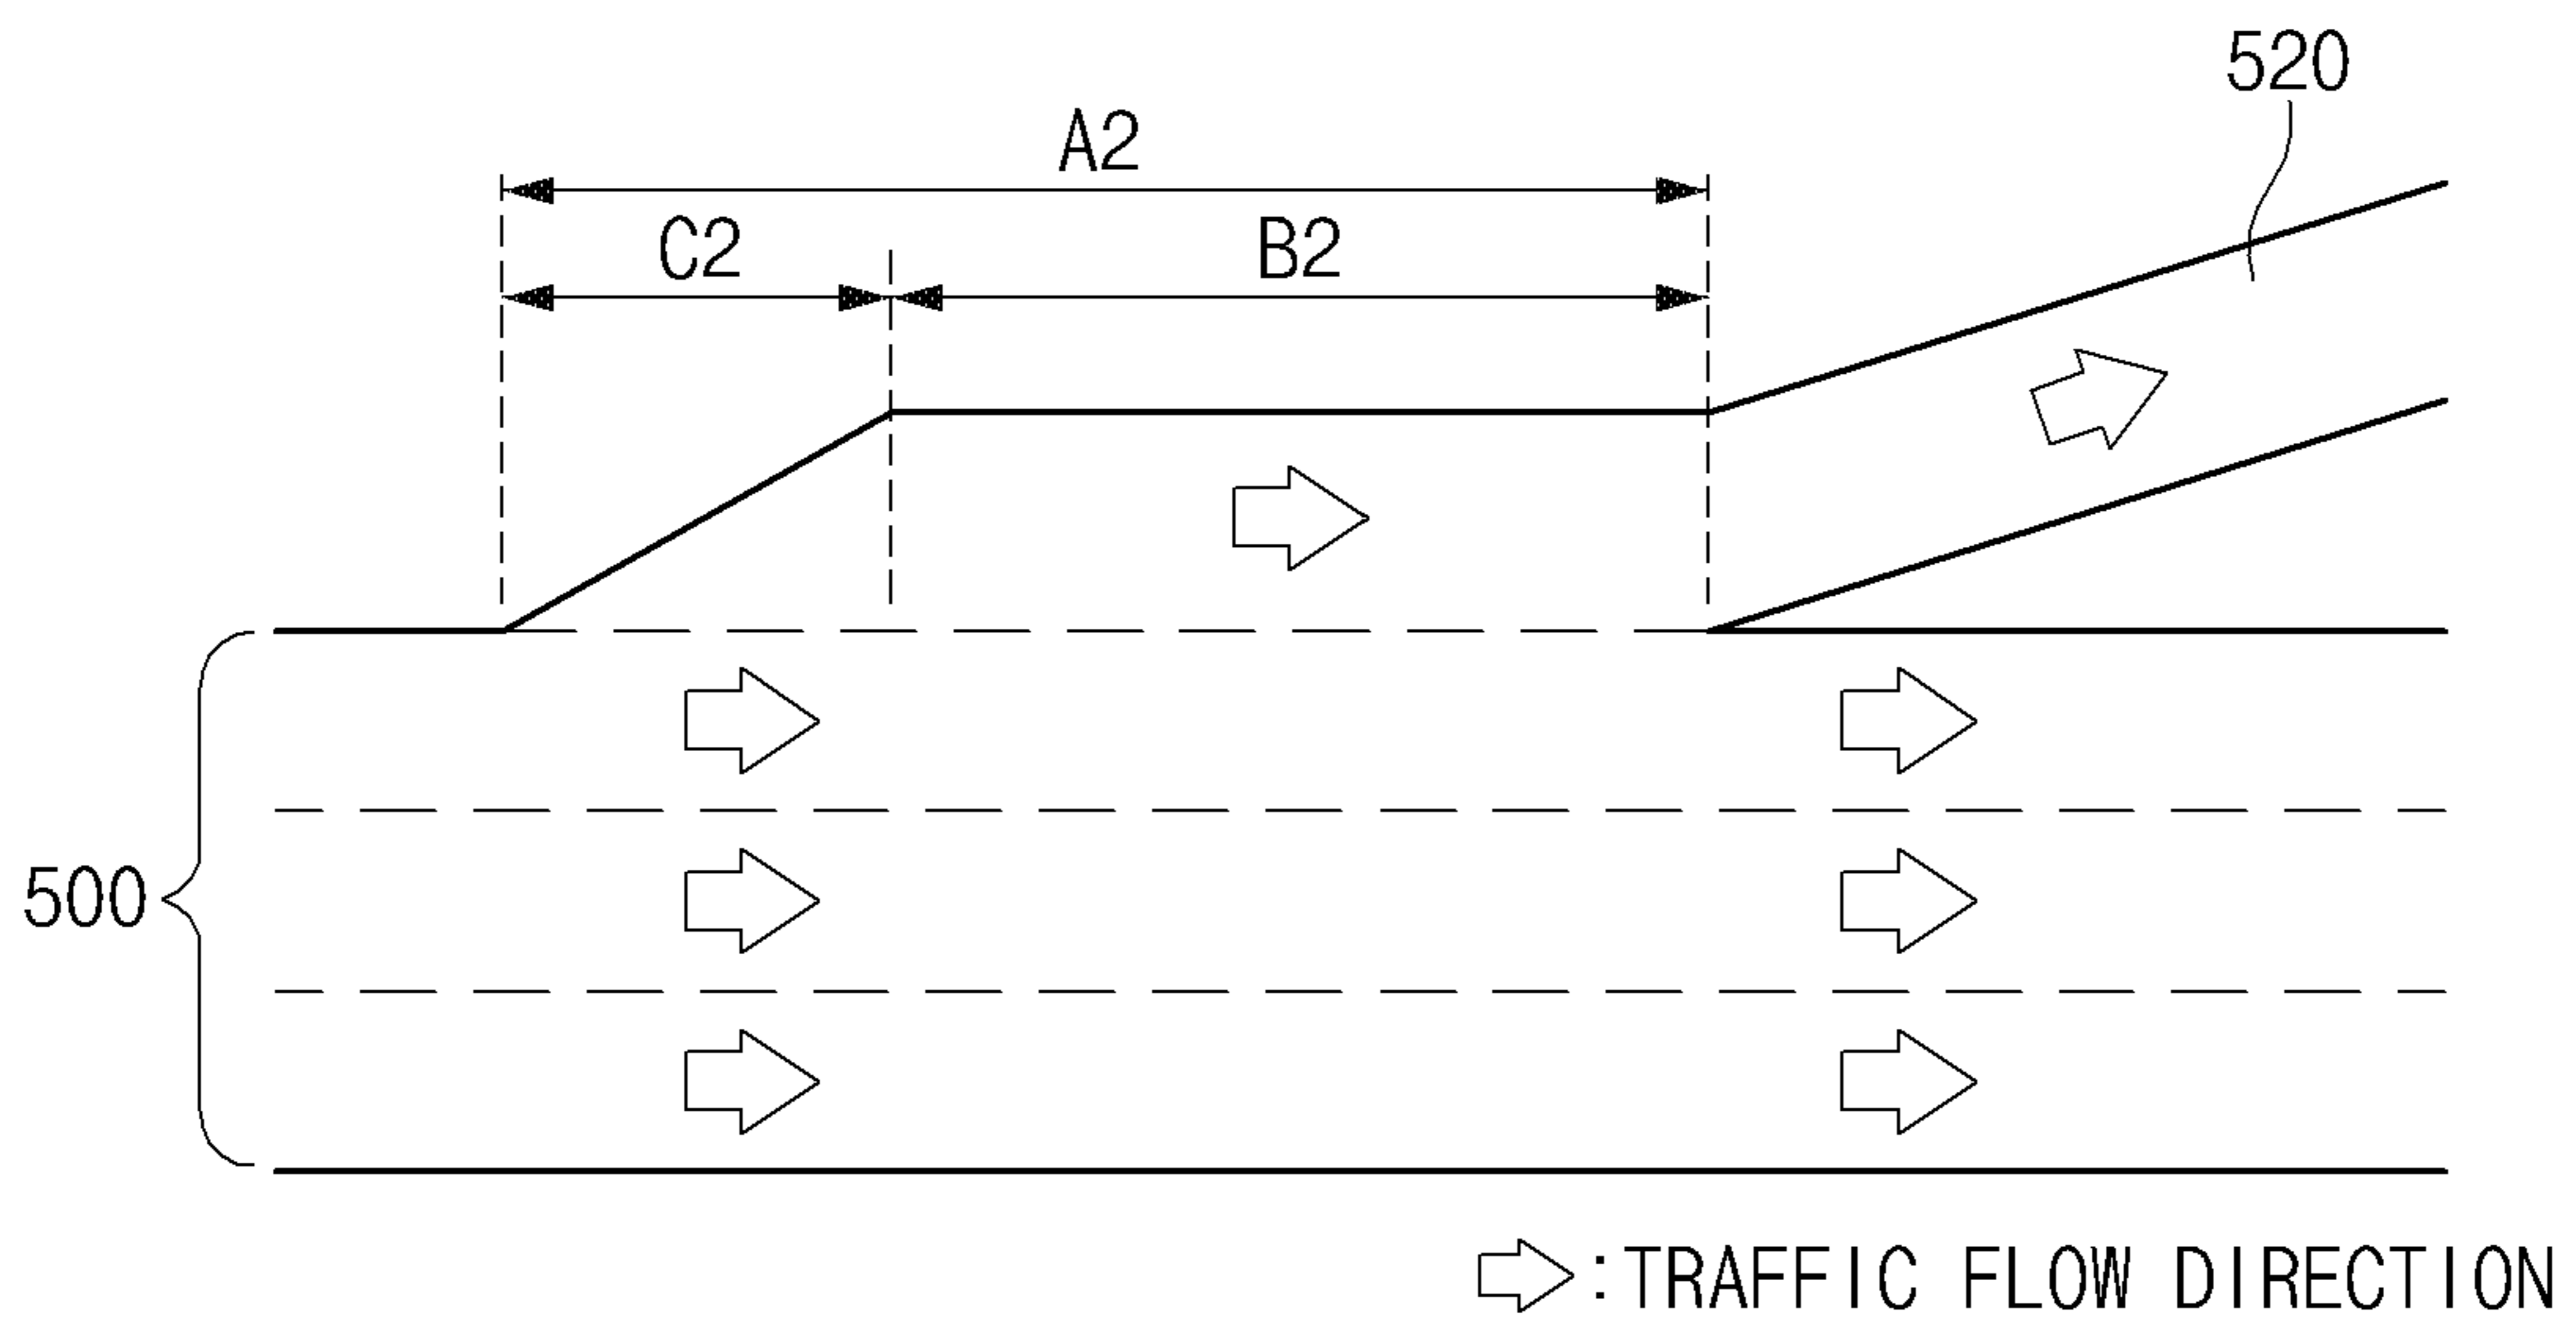 520
A2
C2
B2
500
:TRAFFIC FLOW DIRECTION